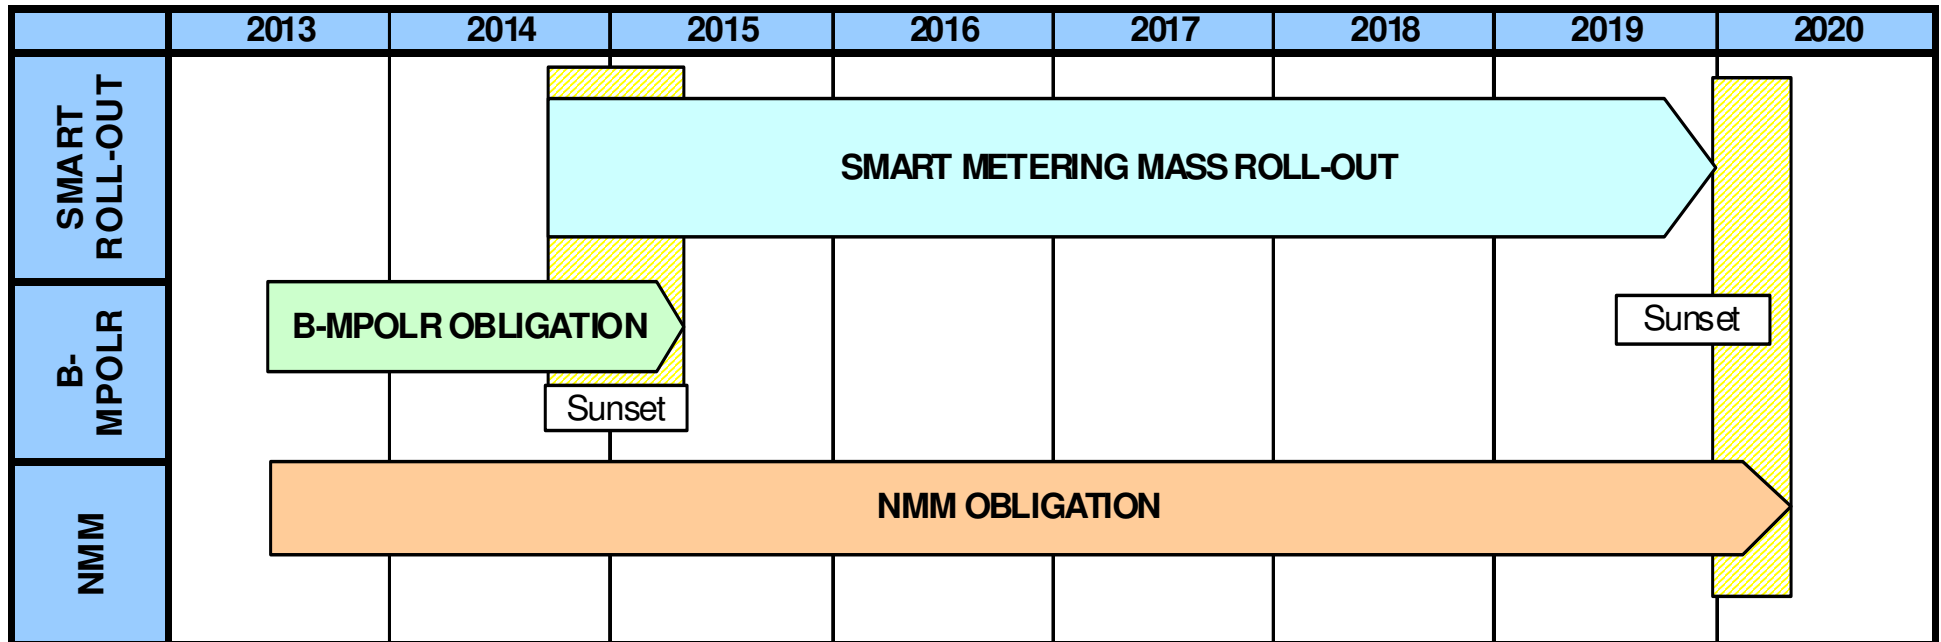 2013 2014 2015 2016 2017 2018 2019 2020
SMART
ROLL-OUT
SMART METERING MASS ROLL-OUT
B-
MPOLR
B-MPOLR OBLIGATION
Sunset
Sunset
NMM
NMM OBLIGATION